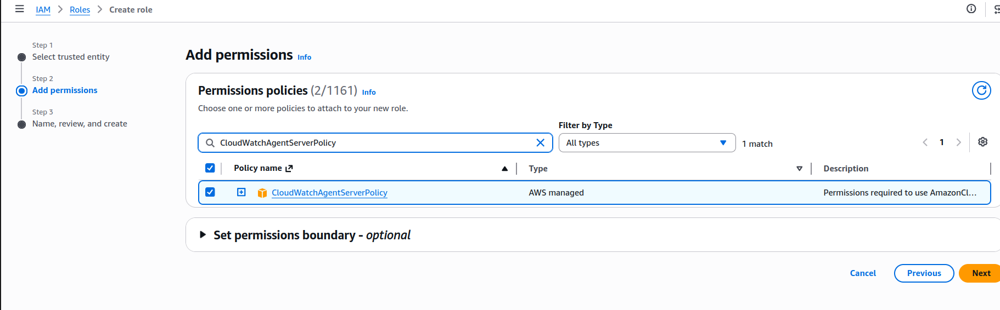 IAM > Roles > Create role
Step 1
Select trusted entity
Step 2
Add permissions
Step 3
Name, review, and create
Add permissions Info
Permissions policies (2/1161) Info
Choose one or more policies to attach to your new role.
Filter by Type
CloudWatchAgentServerPolicy
All types
1 match
1
Policy name
Type
Description
CloudWatchAgentServerPolicy
AWS managed
Permissions required to use AmazonCl...
Set permissions boundary - optional
Cancel
Previous
Next